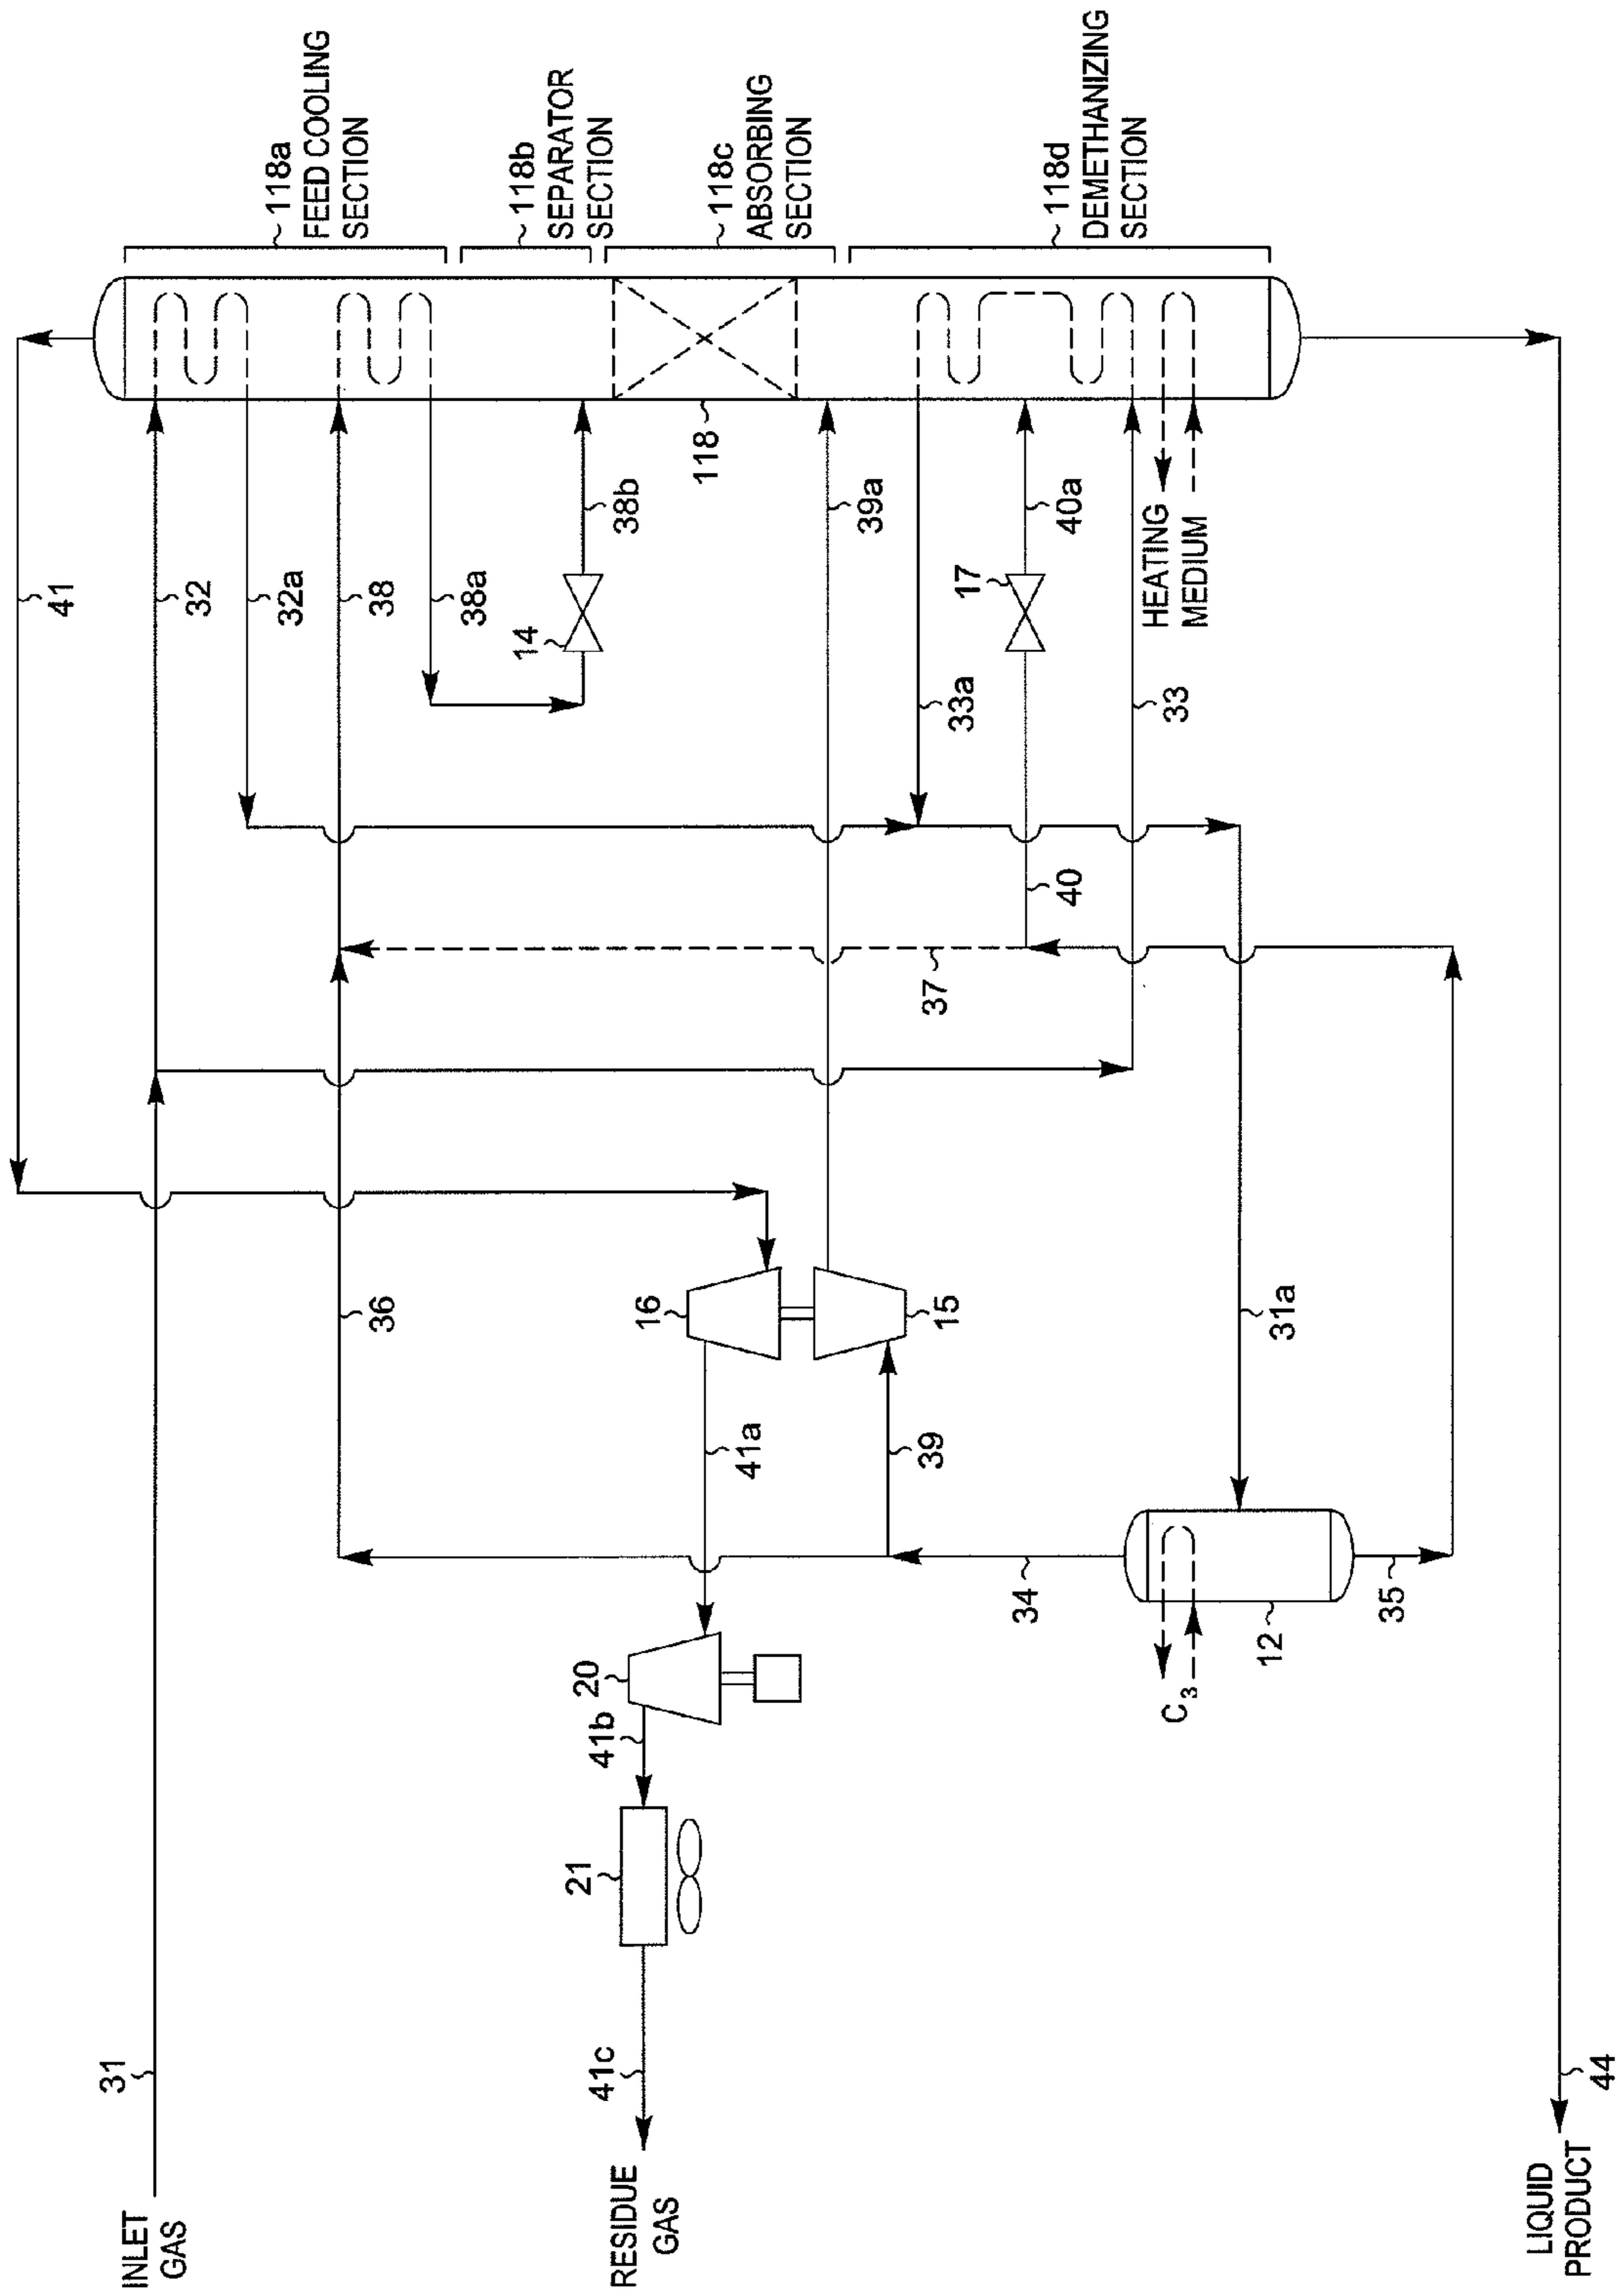 118a
FEED COOLING
SECTION
118b
SEPARATOR
SECTION
118c
ABSORBING
SECTION
118d
DEMETHANIZING
SECTION
118
41
32
32a
38
38a
14
38b
39a
33a
17
40a
HEATING
MEDIUM
33
40
37
36
16
15
31a
41a
39
34
12
35
C3
20
41b
21
41c
31
44
INLET
GAS
RESIDUE
GAS
LIQUID
PRODUCT